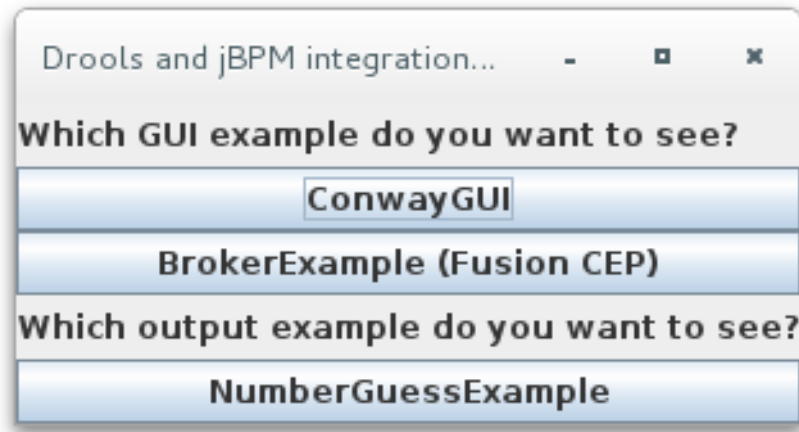 Drools and jBPM integration...
Which GUI example do you want to see?
ConwayGUI
BrokerExample (Fusion CEP)
Which output example do you want to see?
NumberGuessExample